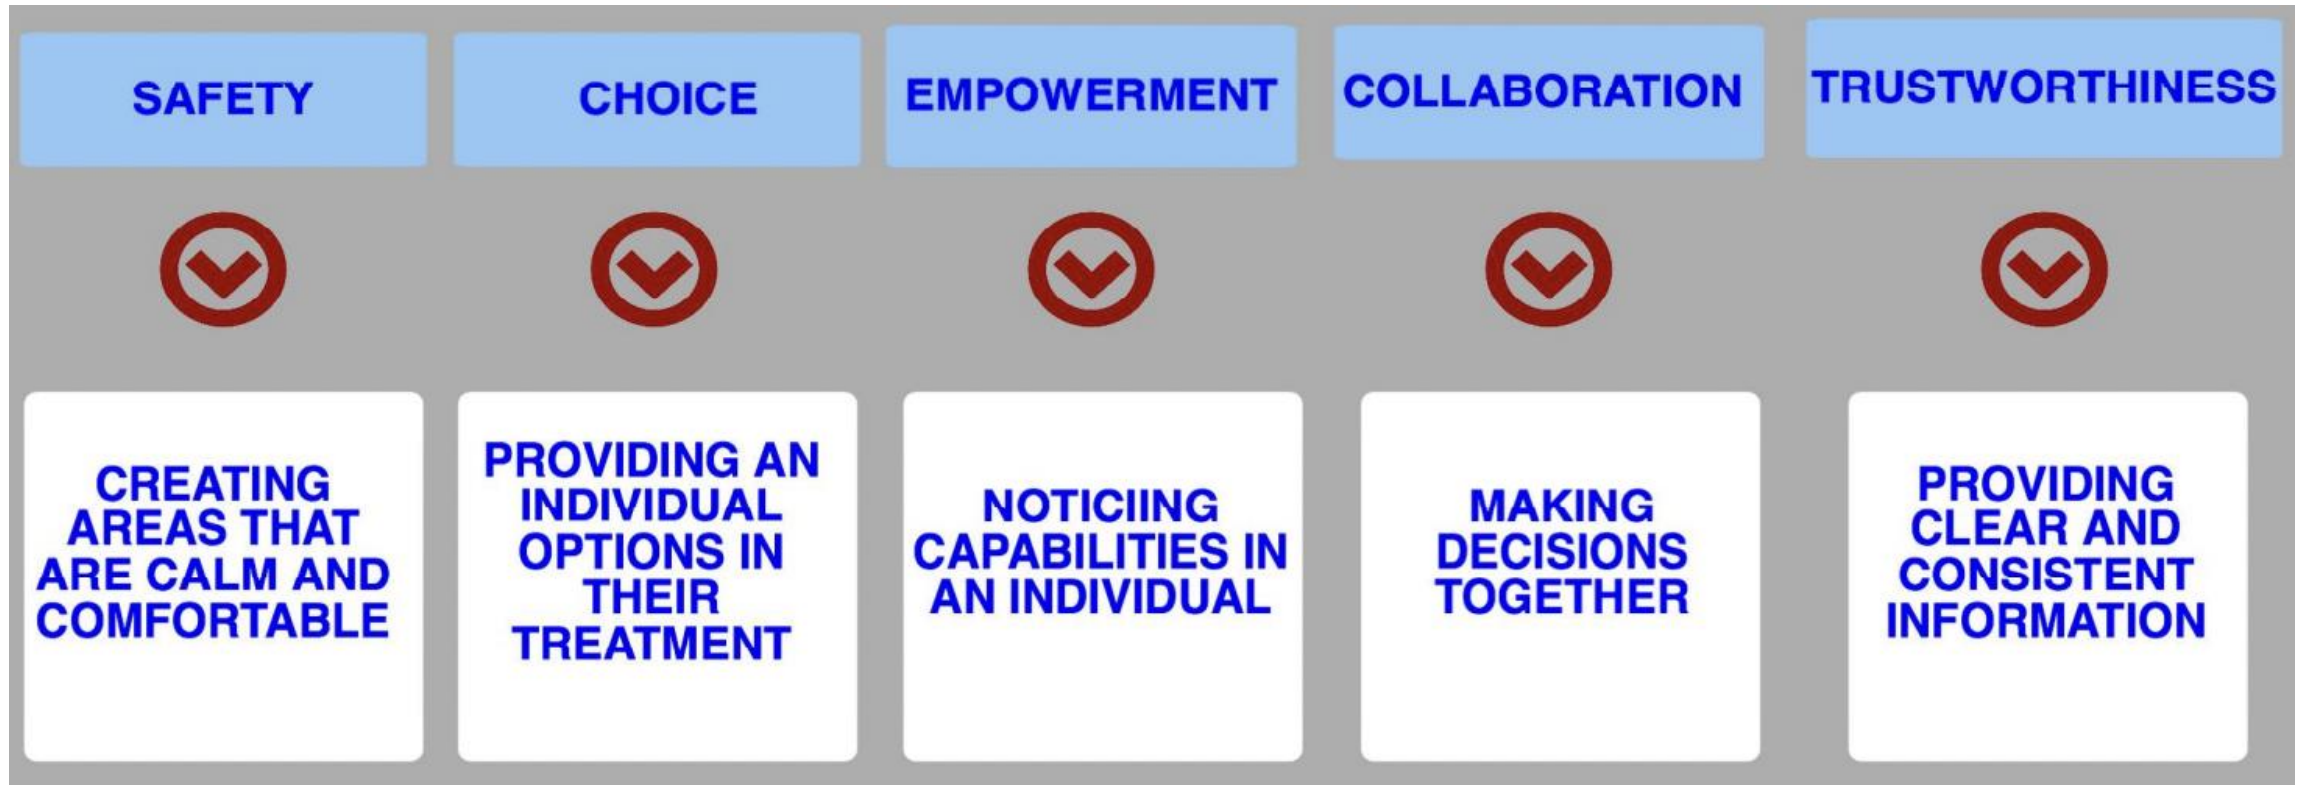 SAFETY
CHOICE
EMPOWERMENT
COLLABORATION
TRUSTWORTHINESS
CREATING
AREAS THAT
ARE CALM AND
COMFORTABLE
PROVIDING AN
INDIVIDUAL
OPTIONS IN
THEIR
TREATMENT
NOTICIING
CAPABILITIES IN
AN INDIVIDUAL
MAKING
DECISIONS
TOGETHER
PROVIDING
CLEAR AND
CONSISTENT
INFORMATION